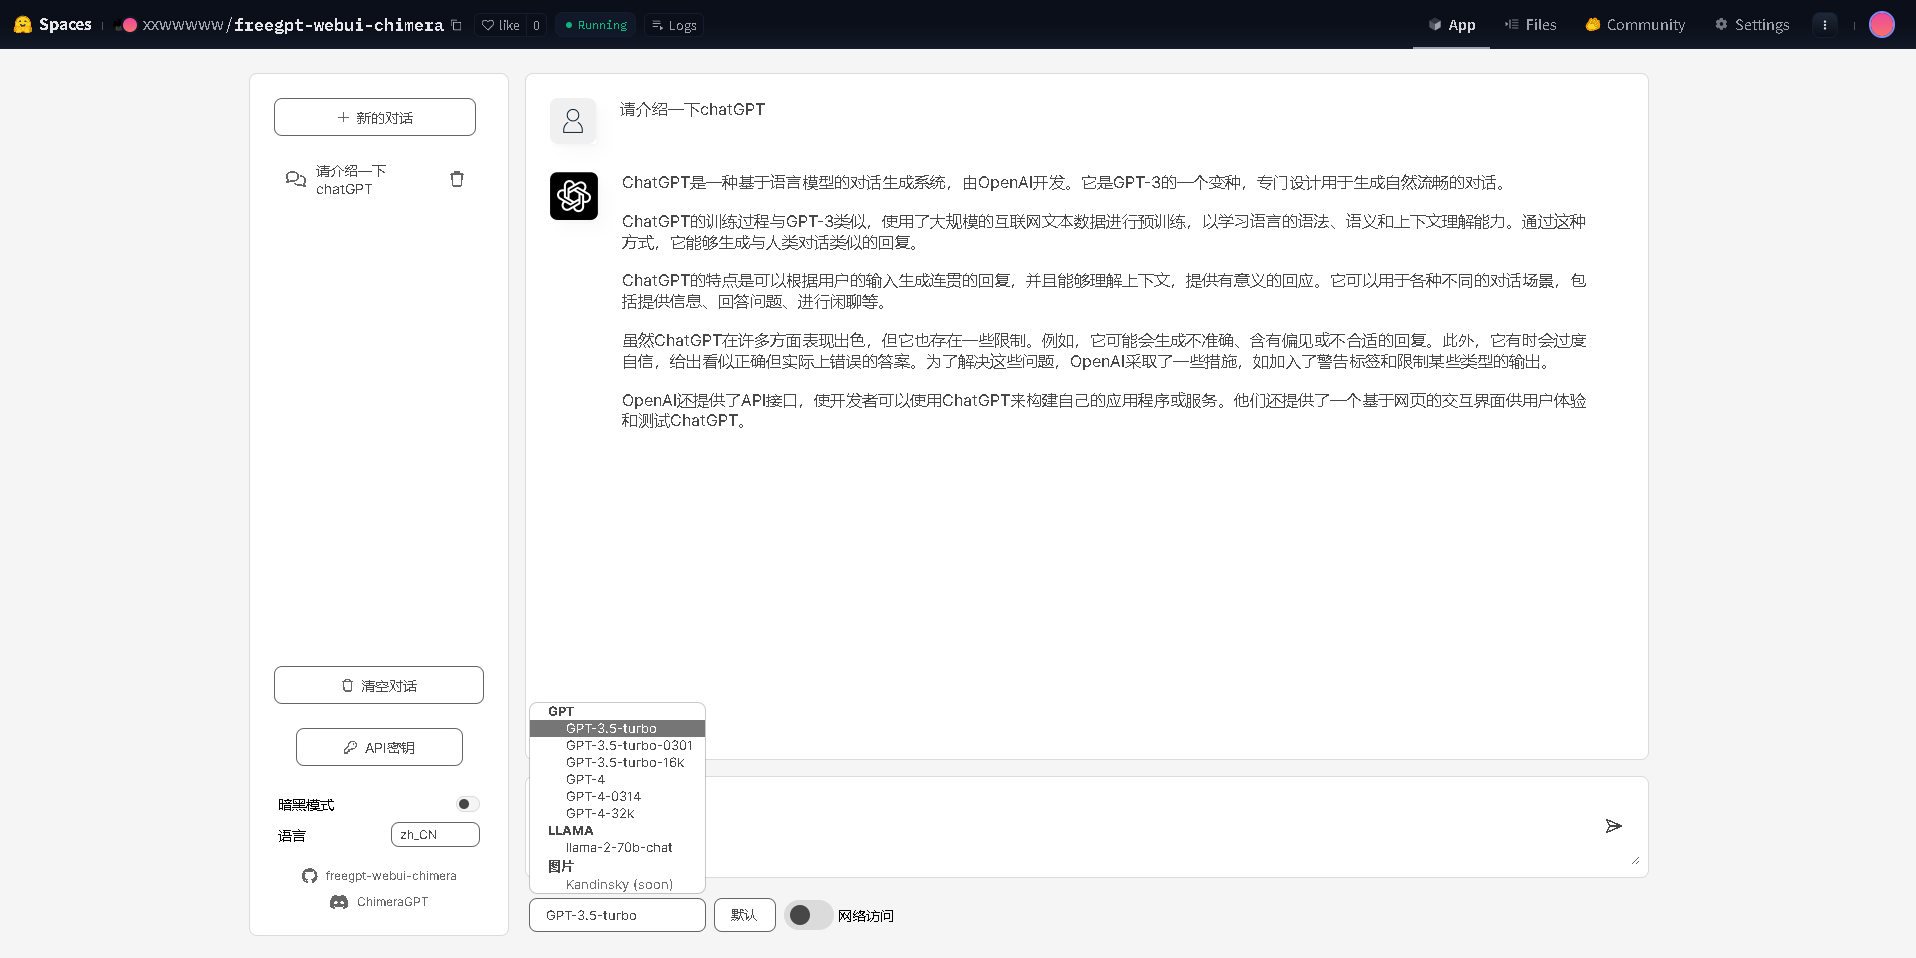 Spaces
xxwwwww/freegpt-webui-chimera
like 0
Running
Logs
App
Files
Community
Settings
新的对话
请介绍一下
chatGPT
清空对话
API密钥
暗黑模式
语言
zh_CN
freegpt-webui-chimera
ChimeraGPT
请介绍一下chatGPT
ChatGPT是一种基于语言模型的对话生成系统，由OpenAI开发。它是GPT-3的一个变种，专门设计用于生成自然流畅的对话。
ChatGPT的训练过程与GPT-3类似，使用了大规模的互联网文本数据进行预训练，以学习语言的语法、语义和上下文理解能力。通过这种
方式，它能够生成与人类对话类似的回复。
ChatGPT的特点是可以根据用户的输入生成连贯的回复，并且能够理解上下文，提供有意义的回应。它可以用于各种不同的对话场景，包
括提供信息、回答问题、进行闲聊等。
虽然ChatGPT在许多方面表现出色，但它也存在一些限制。例如，它可能会生成不准确、含有偏见或不合适的回复。此外，它有时会过度
自信，给出看似正确但实际上错误的答案。为了解决这些问题，OpenAI采取了一些措施，如加入了警告标签和限制某些类型的输出。
OpenAI还提供了API接口，使开发者可以使用ChatGPT来构建自己的应用程序或服务。他们还提供了一个基于网页的交互界面供用户体验
和测试ChatGPT。
GPT
GPT-3.5-turbo
GPT-3.5-turbo-0301
GPT-3.5-turbo-16k
GPT-4
GPT-4-0314
GPT-4-32k
LLAMA
llama-2-70b-chat
图片
Kandinsky (soon)
GPT-3.5-turbo
默认
网络访问